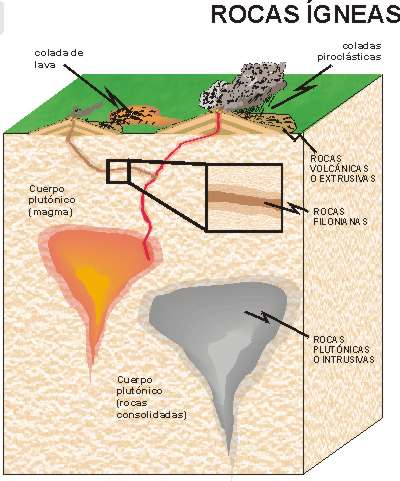 ROCAS ÍGNEAS
colada de
lava
coladas
piroclásticas
ROCAS
VOLCÁNICAS
O EXTRUSIVAS
Cuerpo
plutónico
(magma)
ROCAS
FILONIANAS
ROCAS
PLUTÓNICAS
O INTRUSIVAS
Cuerpo
plutónico
(rocas
consolidadas)